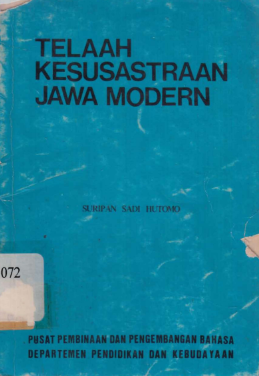 TELAAH
KESUSASTRAAN
JAWA MODERN
SURIPAN SADI HUTOMO
072
PUSAT PEMBINAAN DAN PENGEMBANGAN BAHASA
DEPARTEMEN PENDIDIKAN DAN KEBUDAYAAN